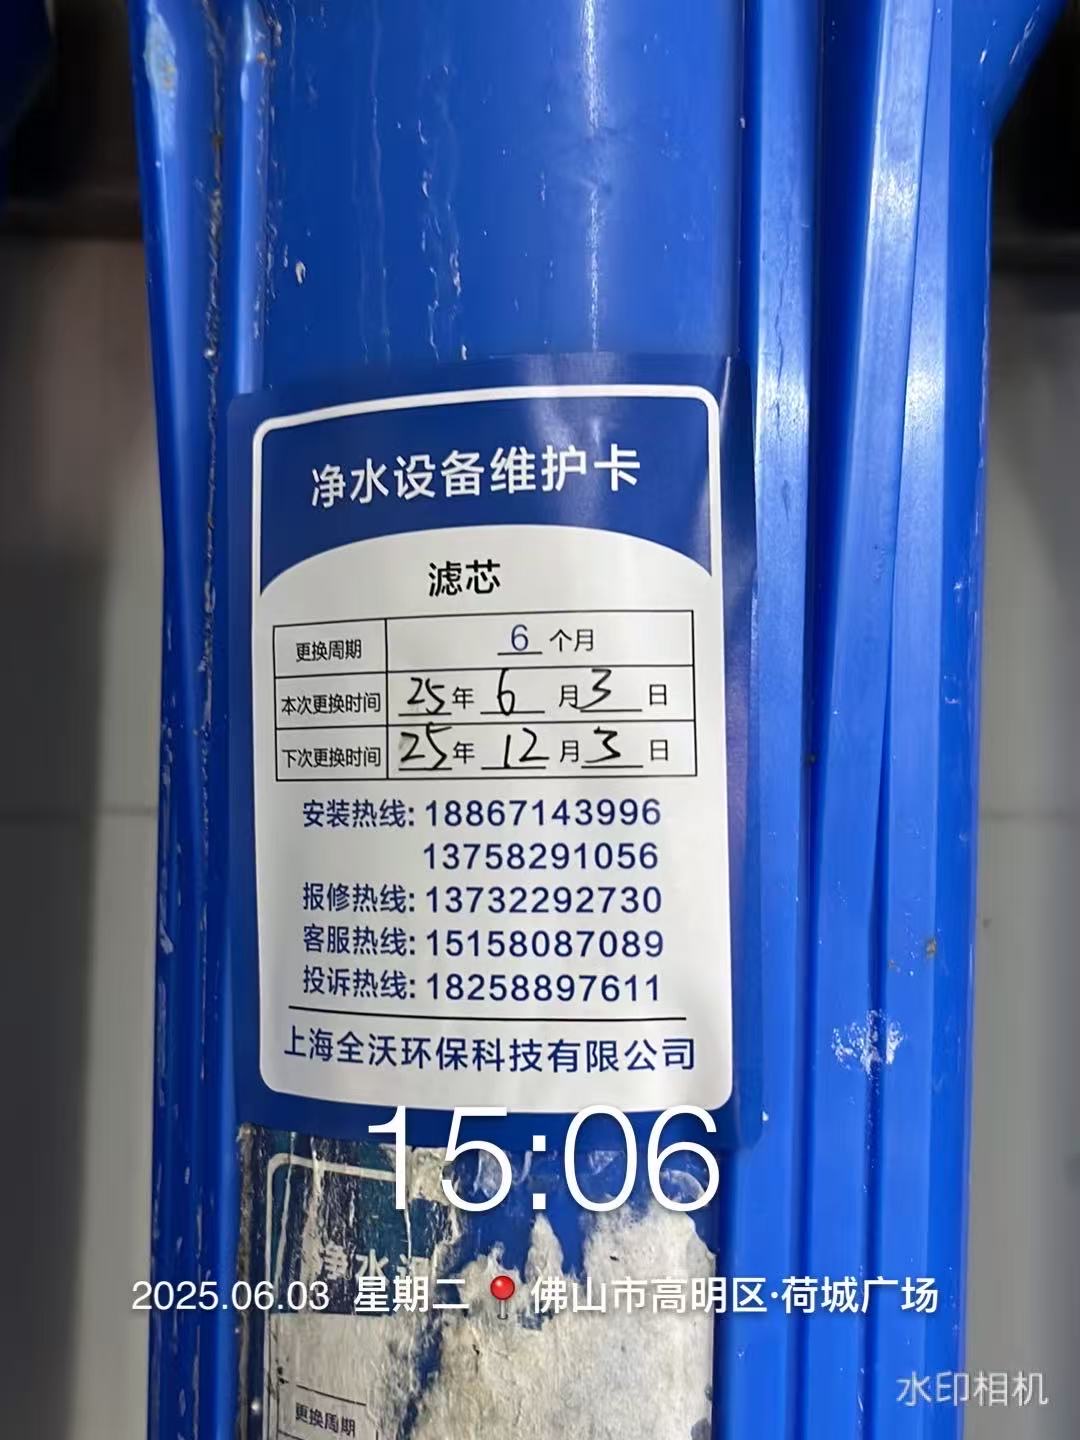 净水设备维护卡
滤芯
更换周期 6 个月
本次更换时间 25年 6 月 3 日
下次更换时间 25年 12 月 3 日
安装热线: 18867143996
13758291056
报修热线: 13732292730
客服热线: 15158087089
投诉热线: 18258897611
上海全沃环保科技有限公司
15:06
净水设
2025.06.03 星期二 佛山市高明区·荷城广场
水印相机
更换周期